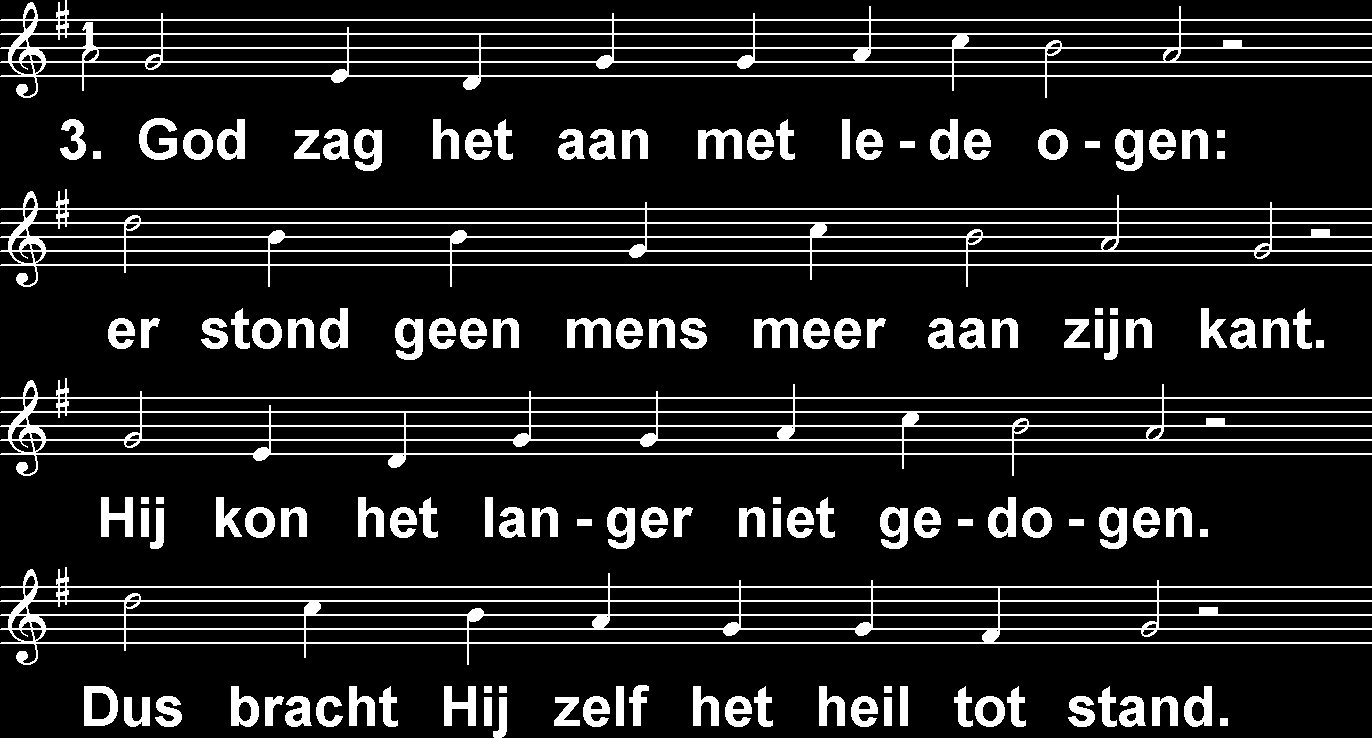 1
3. God zag het aan met le - de o - gen:
er stond geen mens meer aan zijn kant.
Hij kon het lan - ger niet ge - do - gen.
Dus bracht Hij zelf het heil tot stand.